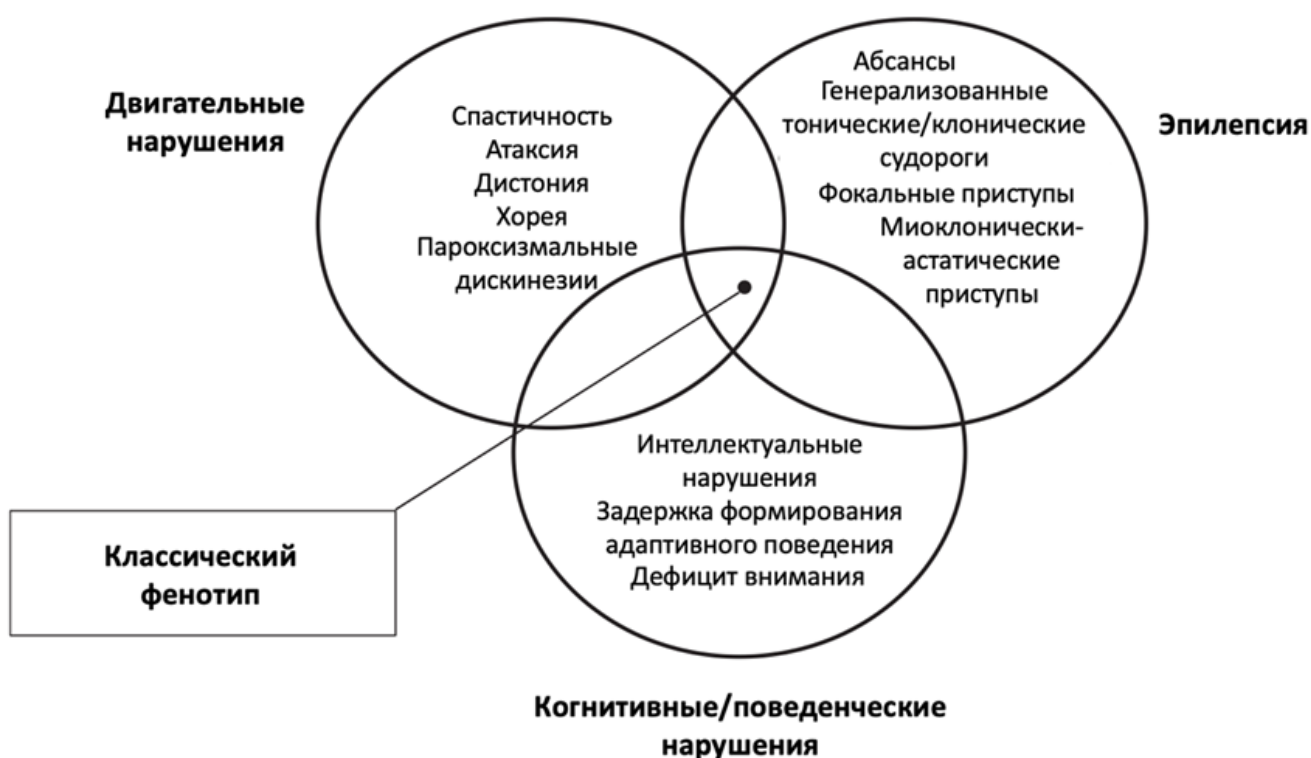 Двигательные
нарушения
Спастичность
Атаксия
Дистония
Хорея
Пароксизмальные
дискинезии
Абсансы
Генерализованные
тонические/клонические
судороги
Фокальные приступы
Миоклонически-
астатические
приступы
Эпилепсия
Интеллектуальные
нарушения
Задержка формирования
адаптивного поведения
Дефицит внимания
Классический
фенотип
Когнитивные/поведенческие
нарушения